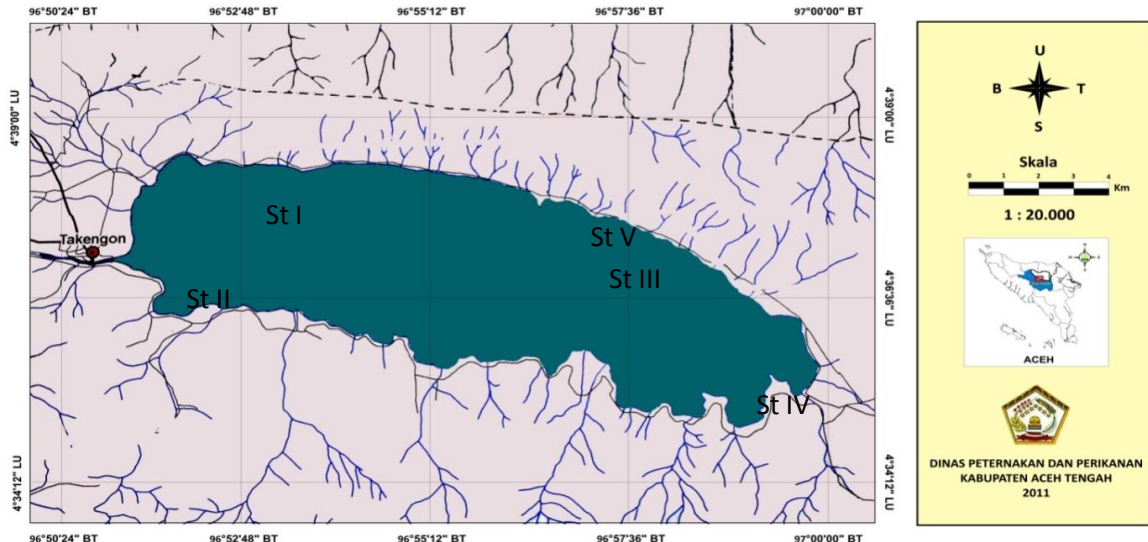 96°50'24" BT 96°52'48" BT 96°55'12" BT 96°57'36" BT 97°00'00" BT
4°39'00" LU
4°39'00" LU
St I
St V
Takengon
St III
St II
4°36'36" LU
St IV
4°34'12" LU
4°34'12" LU
96°50'24" BT 96°52'48" BT 96°55'12" BT 96°57'36" BT 97°00'00" BT
U
B T
S
Skala
0 1 2 3 4
Km
1 : 20.000
ACEH
DINAS PETERNAKAN DAN PERIKANAN
KABUPATEN ACEH TENGAH
2011